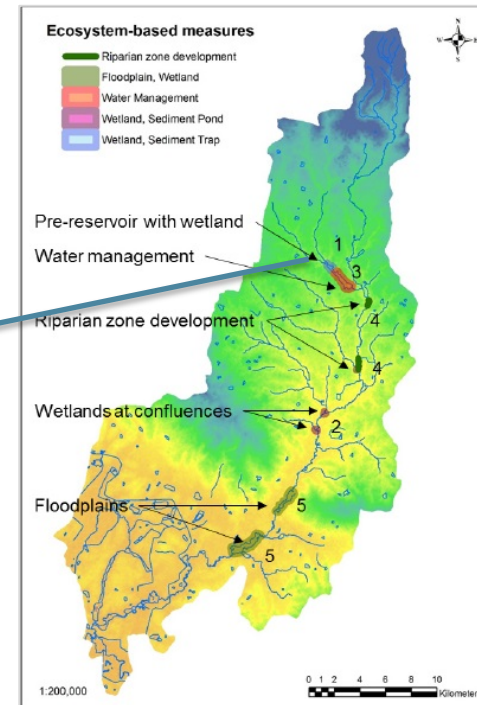 Ecosystem-based measures
Riparian zone development
Floodplain, Wetland
Water Management
Wetland, Sediment Pond
Wetland, Sediment Trap
N
W E
S
Pre-reservoir with wetland
1
Water management
3
Riparian zone development
4
4
Wetlands at confluences
2
Floodplains
5
5
1:200,000
0 1 2 4 6 8 10
Kilometer